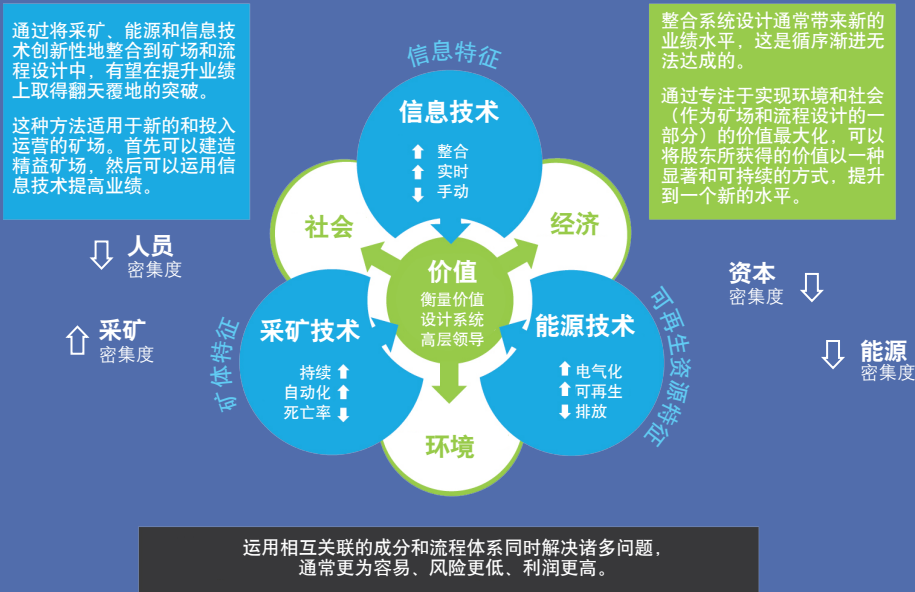 通过将采矿、能源和信息技
术创新性地整合到矿场和流
程设计中，有望在提升业绩
上取得翻天覆地的突破。
这种方法适用于新的和投入
运营的矿场。首先可以建造
精益矿场，然后可以运用信
息技术提高业绩。
整合系统设计通常带来新的
业绩水平，这是循序渐进无
法达成的。
通过专注于实现环境和社会
（作为矿场和流程设计的一
部分）的价值最大化，可以
将股东所获得的价值以一种
显著和可持续的方式，提升
到一个新的水平。
信息特征
信息技术
整合
实时
手动
社会
经济
人员
密集度
采矿
密集度
价值
衡量价值
设计系统
高层领导
资本
密集度
能源
密集度
矿体特征
采矿技术
持续
自动化
死亡率
可再生资源特征
能源技术
电气化
可再生
排放
环境
运用相互关联的成分和流程体系同时解决诸多问题，
通常更为容易、风险更低、利润更高。